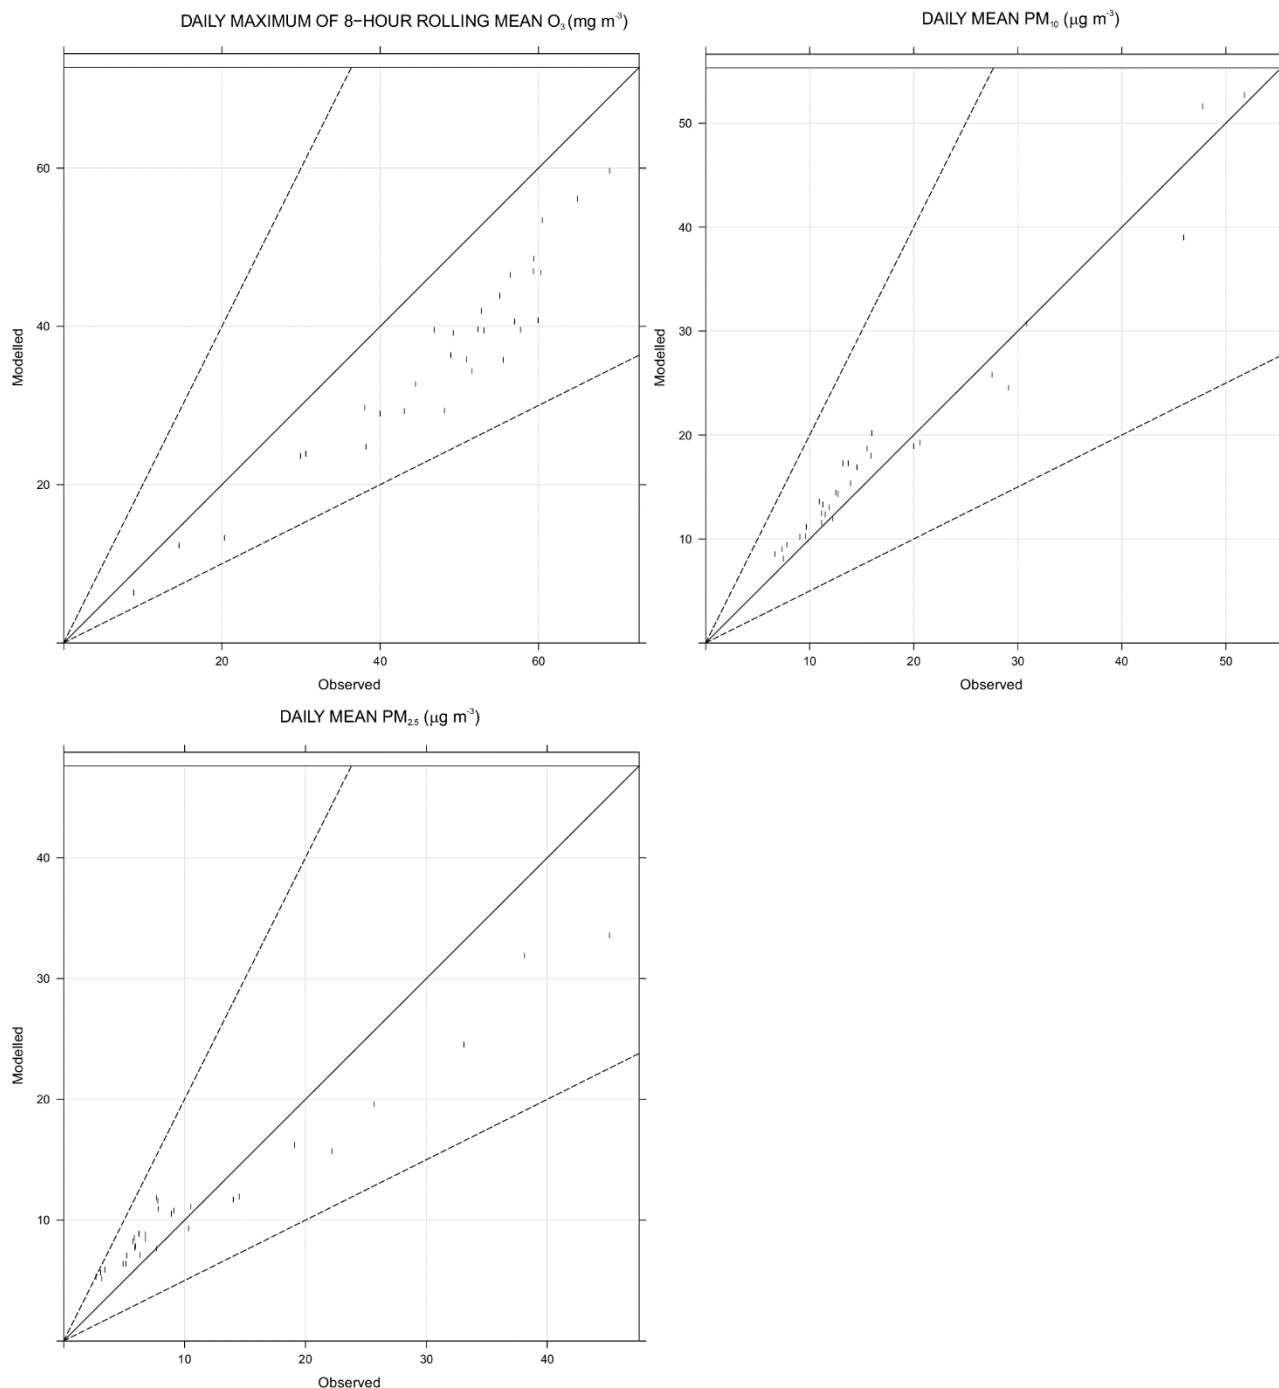 DAILY MAXIMUM OF 8−HOUR ROLLING MEAN O₃ (mg m⁻³)
60
40
20
Modelled
20 40 60
Observed
DAILY MEAN PM₁₀ (μg m⁻³)
50
40
30
20
10
Modelled
10 20 30 40 50
Observed
DAILY MEAN PM₂.₅ (μg m⁻³)
40
30
20
10
Modelled
10 20 30 40
Observed